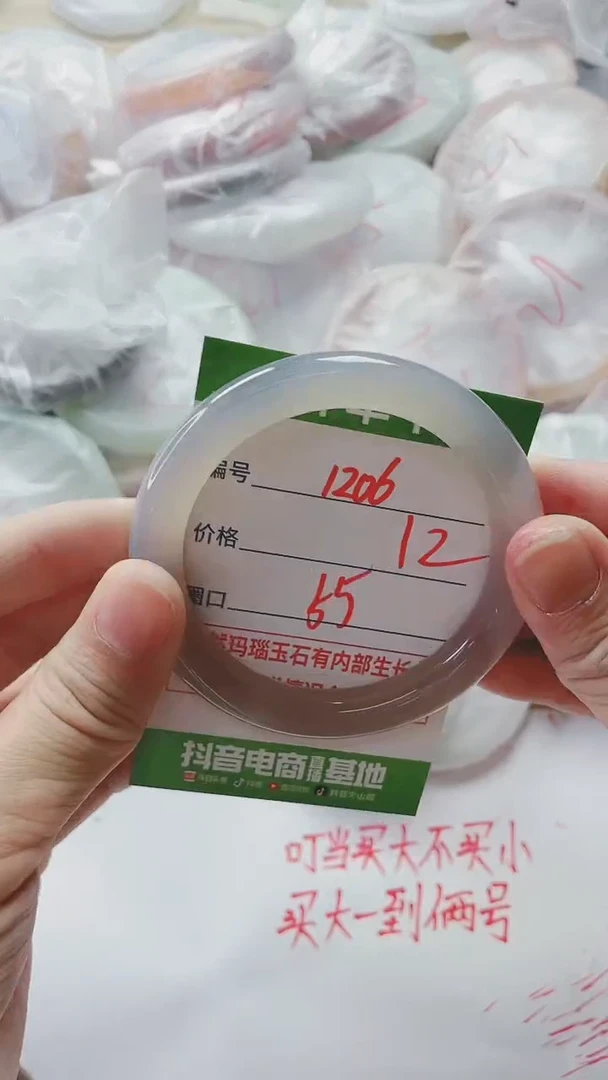 编号 1206
价格 12
圈口 55
玛瑙玉石有内部生长
抖音电商直播基地
叮当买大不买小
买大一到俩号